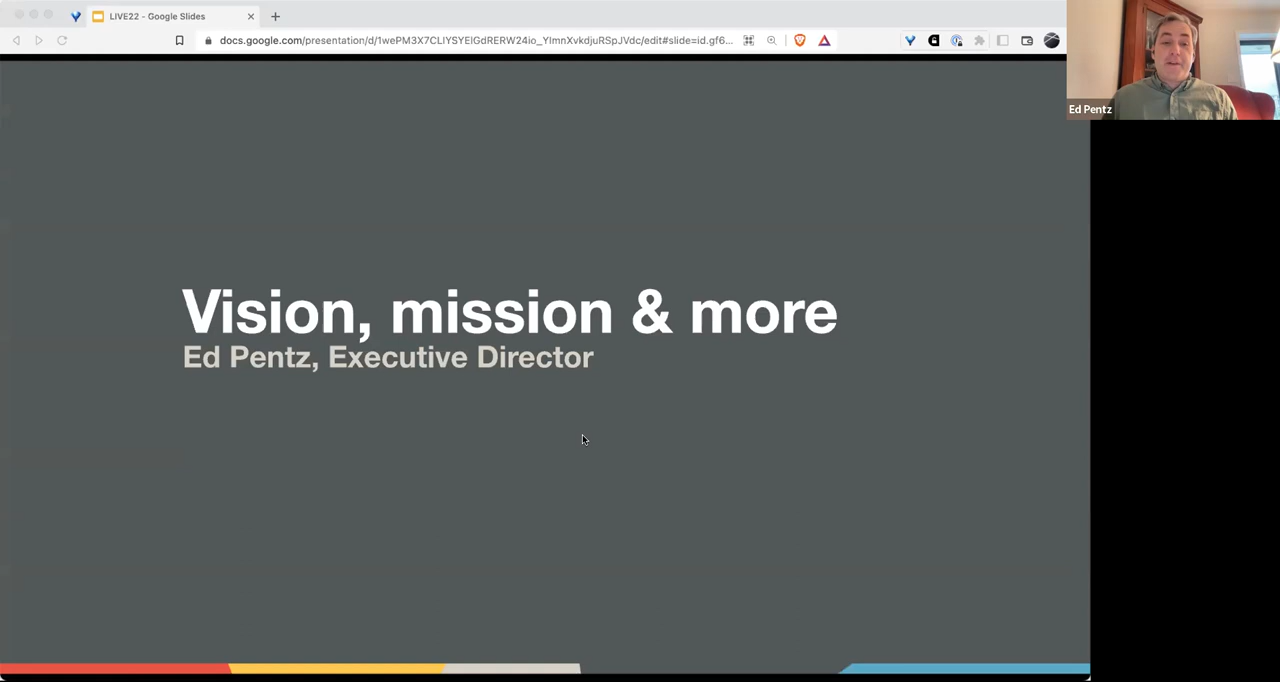 LIVE22 - Google Slides
docs.google.com/presentation/d/1wePM3X7CLlYSYElGdRERW24io_YlmnXvkdjuRSpJVdc/edit#slide=id.gf6...
Ed Pentz
Vision, mission & more
Ed Pentz, Executive Director